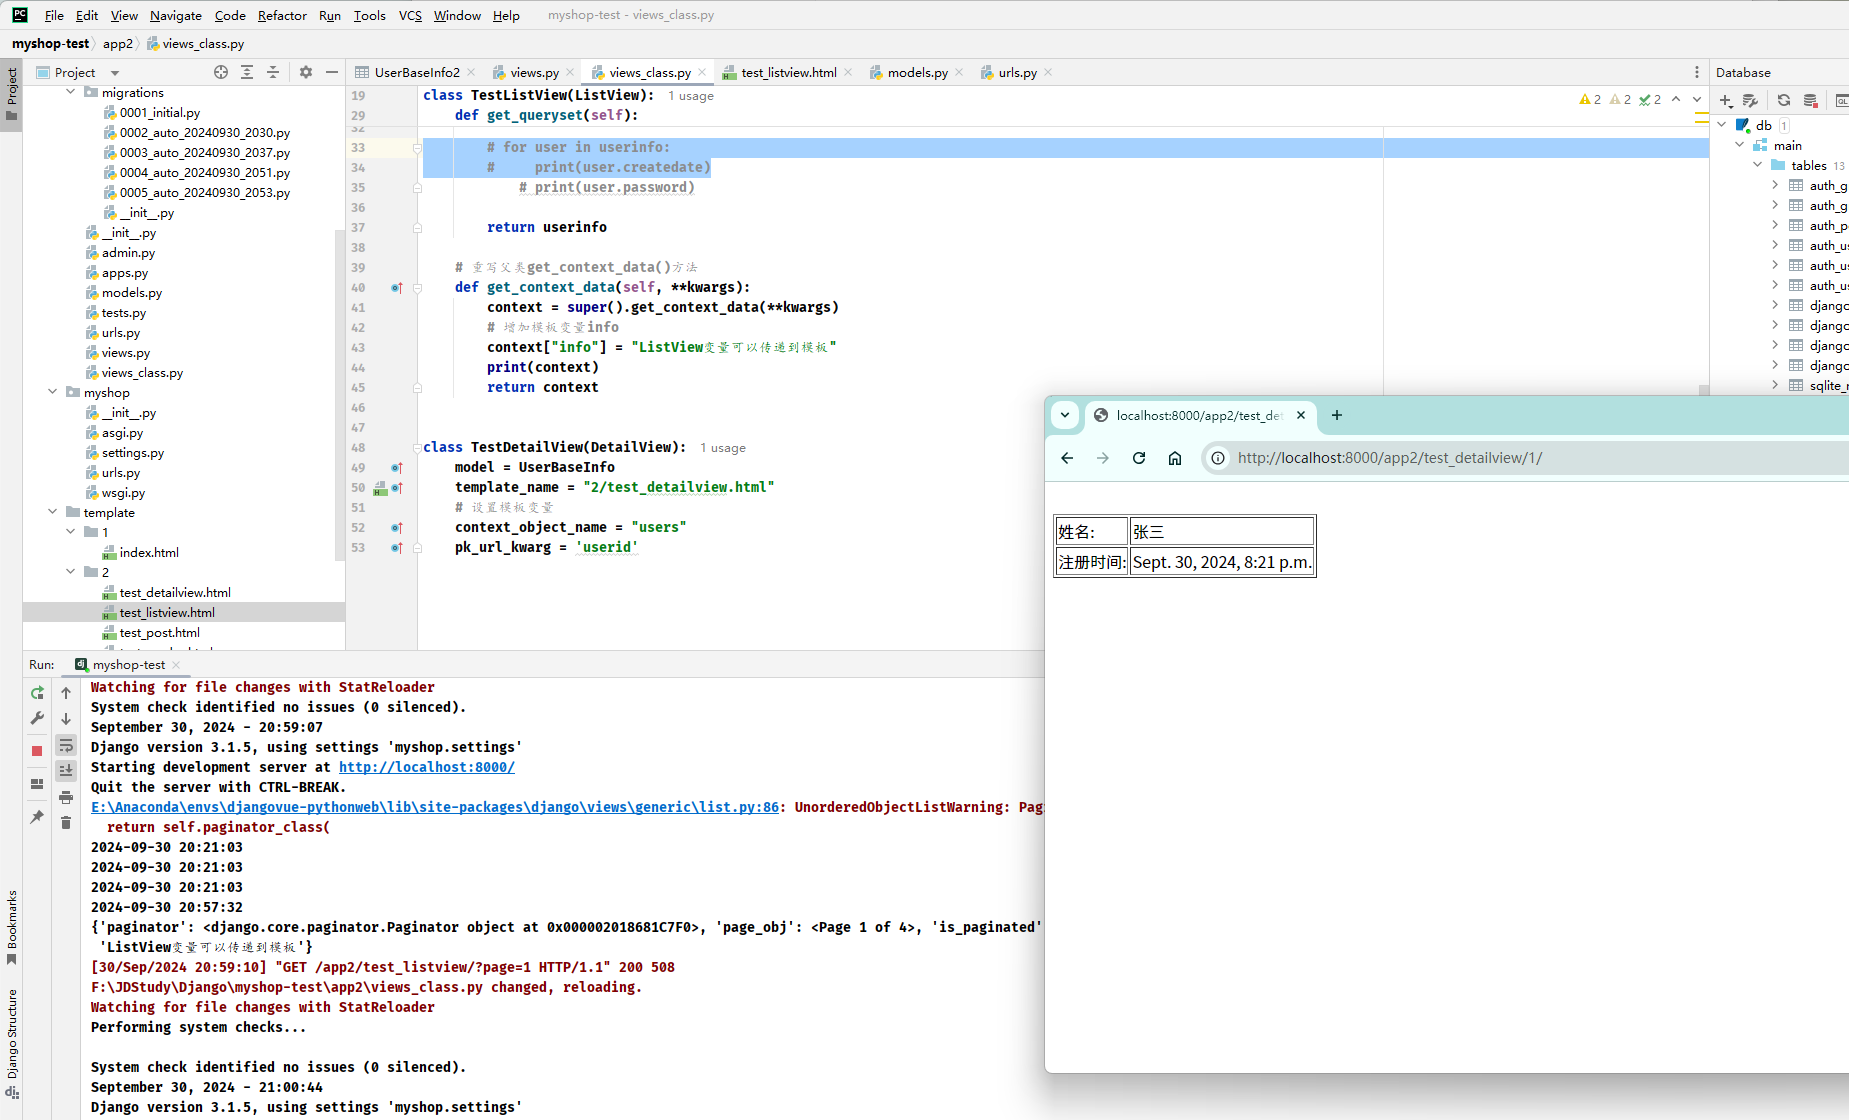 File Edit View Navigate Code Refactor Run Tools VCS Window Help myshop-test - views_class.py
myshop-test app2 views_class.py
Project
Project
migrations
0001_initial.py
0002_auto_20240930_2030.py
0003_auto_20240930_2037.py
0004_auto_20240930_2051.py
0005_auto_20240930_2053.py
__init__.py
__init__.py
admin.py
apps.py
models.py
tests.py
urls.py
views.py
views_class.py
myshop
__init__.py
asgi.py
settings.py
urls.py
wsgi.py
template
1
index.html
2
test_detailview.html
test_listview.html
test_post.html
UserBaseInfo2 views.py views_class.py test_listview.html models.py urls.py
2 2 2
19 class TestListView(ListView): 1 usage
29 def get_queryset(self):
32
33 # for user in userinfo:
34 #     print(user.createdate)
35 # print(user.password)
36
37 return userinfo
38
39 # 重写父类get_context_data()方法
40 def get_context_data(self, **kwargs):
41 context = super().get_context_data(**kwargs)
42 # 增加模板变量info
43 context["info"] = "ListView变量可以传递到模板"
44 print(context)
45 return context
46
47
48 class TestDetailView(DetailView): 1 usage
49 model = UserBaseInfo
50 template_name = "2/test_detailview.html"
51 # 设置模板变量
52 context_object_name = "users"
53 pk_url_kwarg = 'userid'
Database
db 1
main
tables 13
auth_g
auth_g
auth_p
auth_us
auth_us
auth_us
django
django
django
django
sqlite_
localhost:8000/app2/test_det
http://localhost:8000/app2/test_detailview/1/
姓名: 张三
注册时间: Sept. 30, 2024, 8:21 p.m.
Run: myshop-test
Watching for file changes with StatReloader
System check identified no issues (0 silenced).
September 30, 2024 - 20:59:07
Django version 3.1.5, using settings 'myshop.settings'
Starting development server at http://localhost:8000/
Quit the server with CTRL-BREAK.
E:\Anaconda\envs\djangovue-pythonweb\lib\site-packages\django\views\generic\list.py:86: UnorderedObjectListWarning: Pag
return self.paginator_class(
2024-09-30 20:21:03
2024-09-30 20:21:03
2024-09-30 20:21:03
2024-09-30 20:57:32
{'paginator': <django.core.paginator.Paginator object at 0x000002018681C7F0>, 'page_obj': <Page 1 of 4>, 'is_paginated'
'ListView变量可以传递到模板'}
[30/Sep/2024 20:59:10] "GET /app2/test_listview/?page=1 HTTP/1.1" 200 508
F:\JDStudy\Django\myshop-test\app2\views_class.py changed, reloading.
Watching for file changes with StatReloader
Performing system checks...
System check identified no issues (0 silenced).
September 30, 2024 - 21:00:44
Django version 3.1.5, using settings 'myshop.settings'
Bookmarks
Django Structure